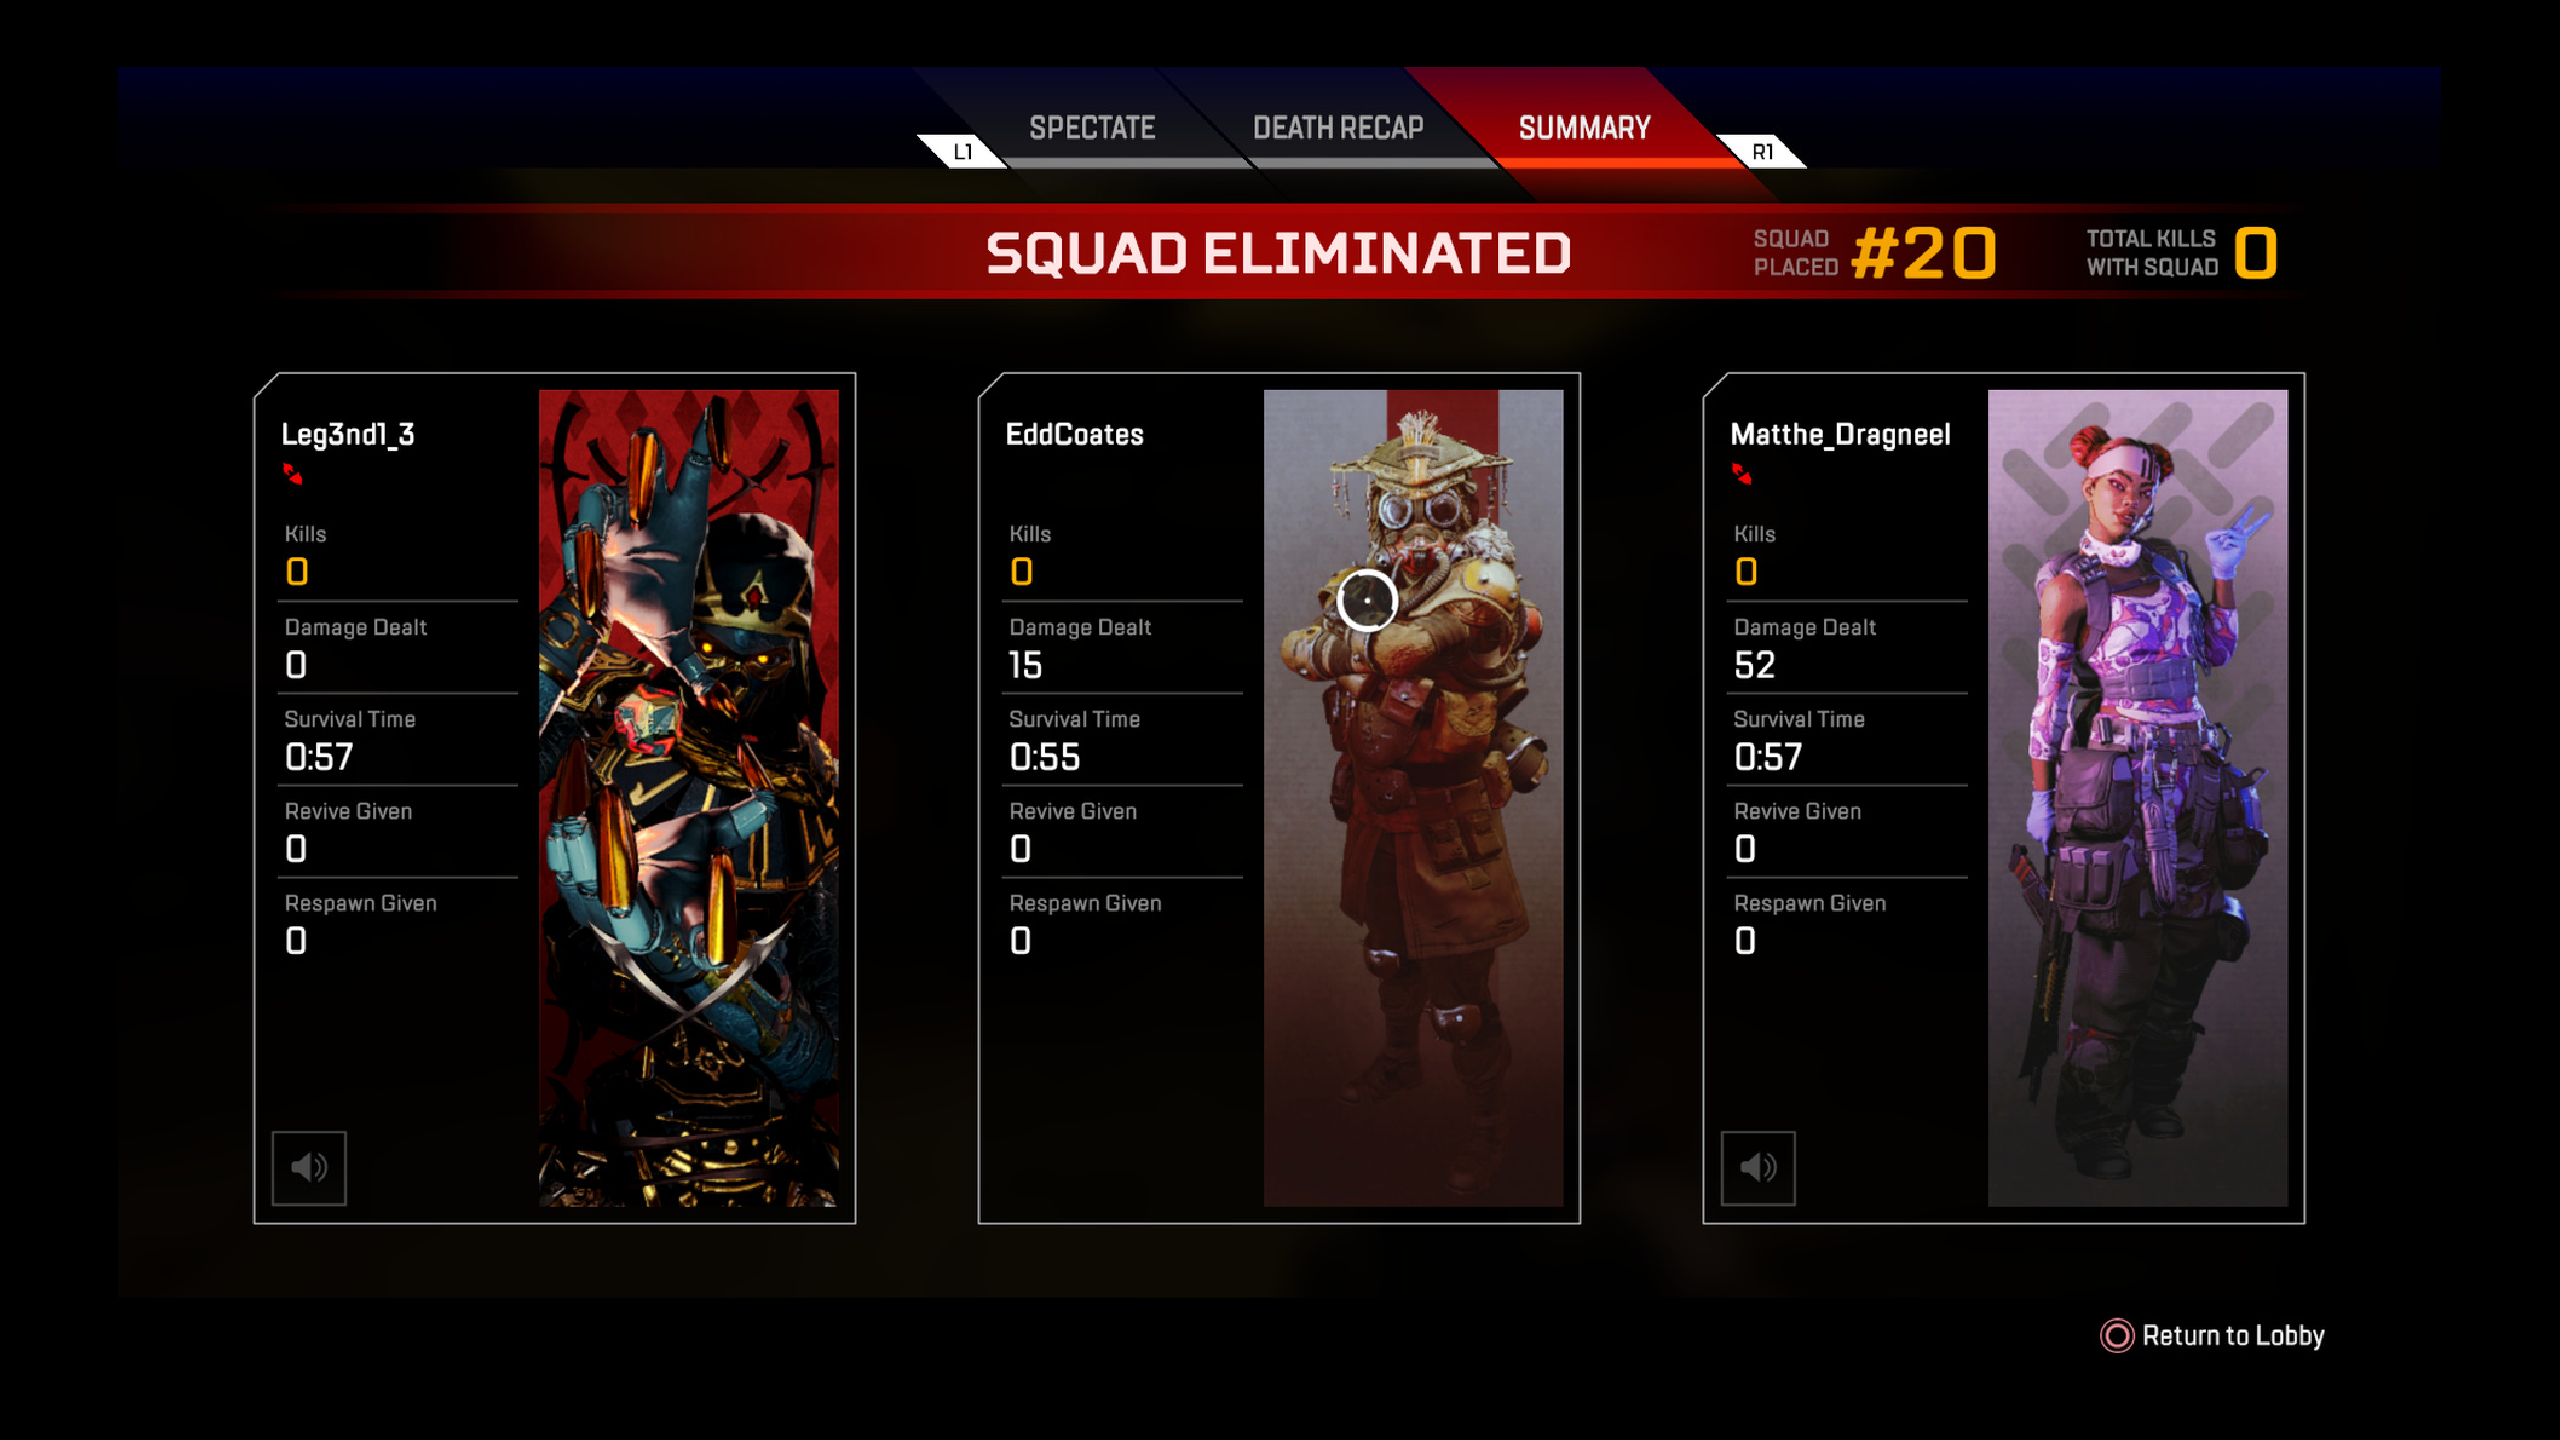 SPECTATE
DEATH RECAP
SUMMARY
L1
R1
SQUAD ELIMINATED
SQUAD PLACED #20
TOTAL KILLS WITH SQUAD 0
Leg3nd1_3
Kills
0
Damage Dealt
0
Survival Time
0:57
Revive Given
0
Respawn Given
0
EddCoates
Kills
0
Damage Dealt
15
Survival Time
0:55
Revive Given
0
Respawn Given
0
Matthe_Dragneel
Kills
0
Damage Dealt
52
Survival Time
0:57
Revive Given
0
Respawn Given
0
Return to Lobby